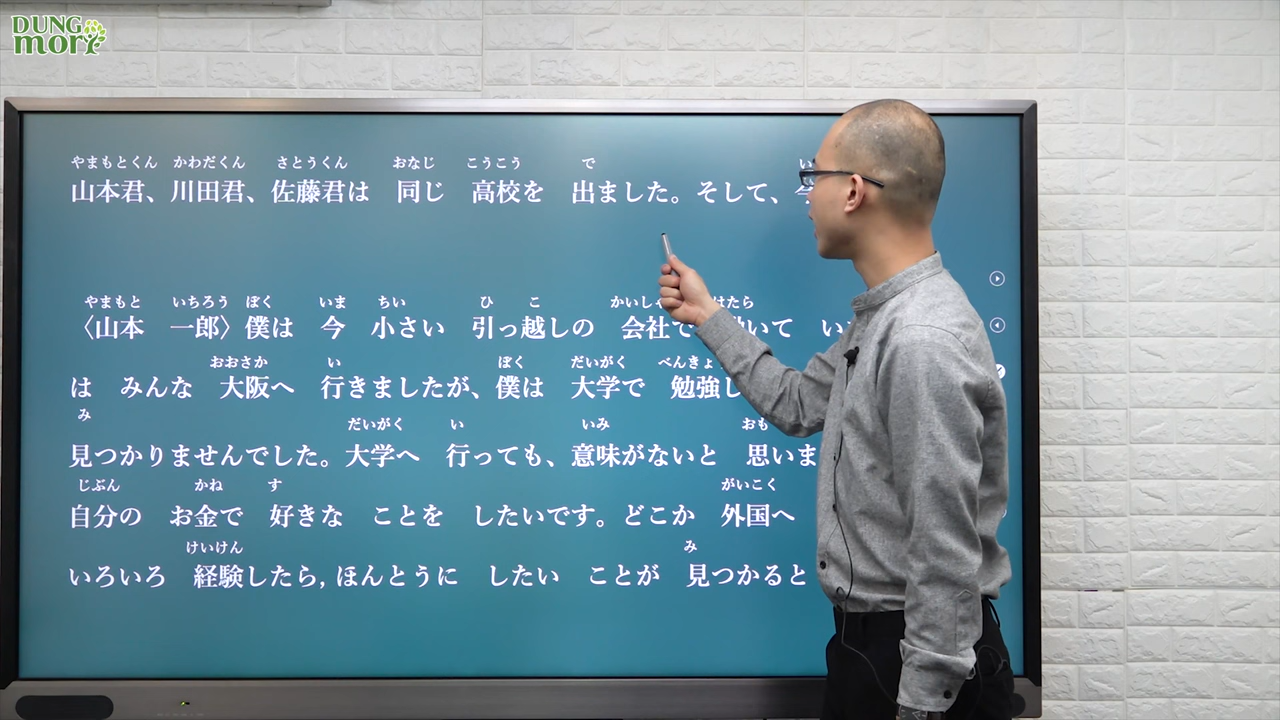 DUNG
mori
やまもとくん かわだくん さとうくん おなじ こうこう で
山本君、川田君、佐藤君は 同じ 高校を 出ました。そして、今
やまもと いちろう ぼく いま ちい ひ こ かいしゃ はたら
〈山本 一郎〉僕は 今 小さい 引っ越しの 会社で 働いて い
おおさか い ぼく だいがく べんきょ
は みんな 大阪へ 行きましたが、僕は 大学で 勉強し
み だいがく い いみ おも
見つかりませんでした。大学へ 行っても、意味がないと 思いま
じぶん かね す がいこく
自分の お金で 好きな ことを したいです。どこか 外国へ
けいけん み
いろいろ 経験したら, ほんとうに したい ことが 見つかると